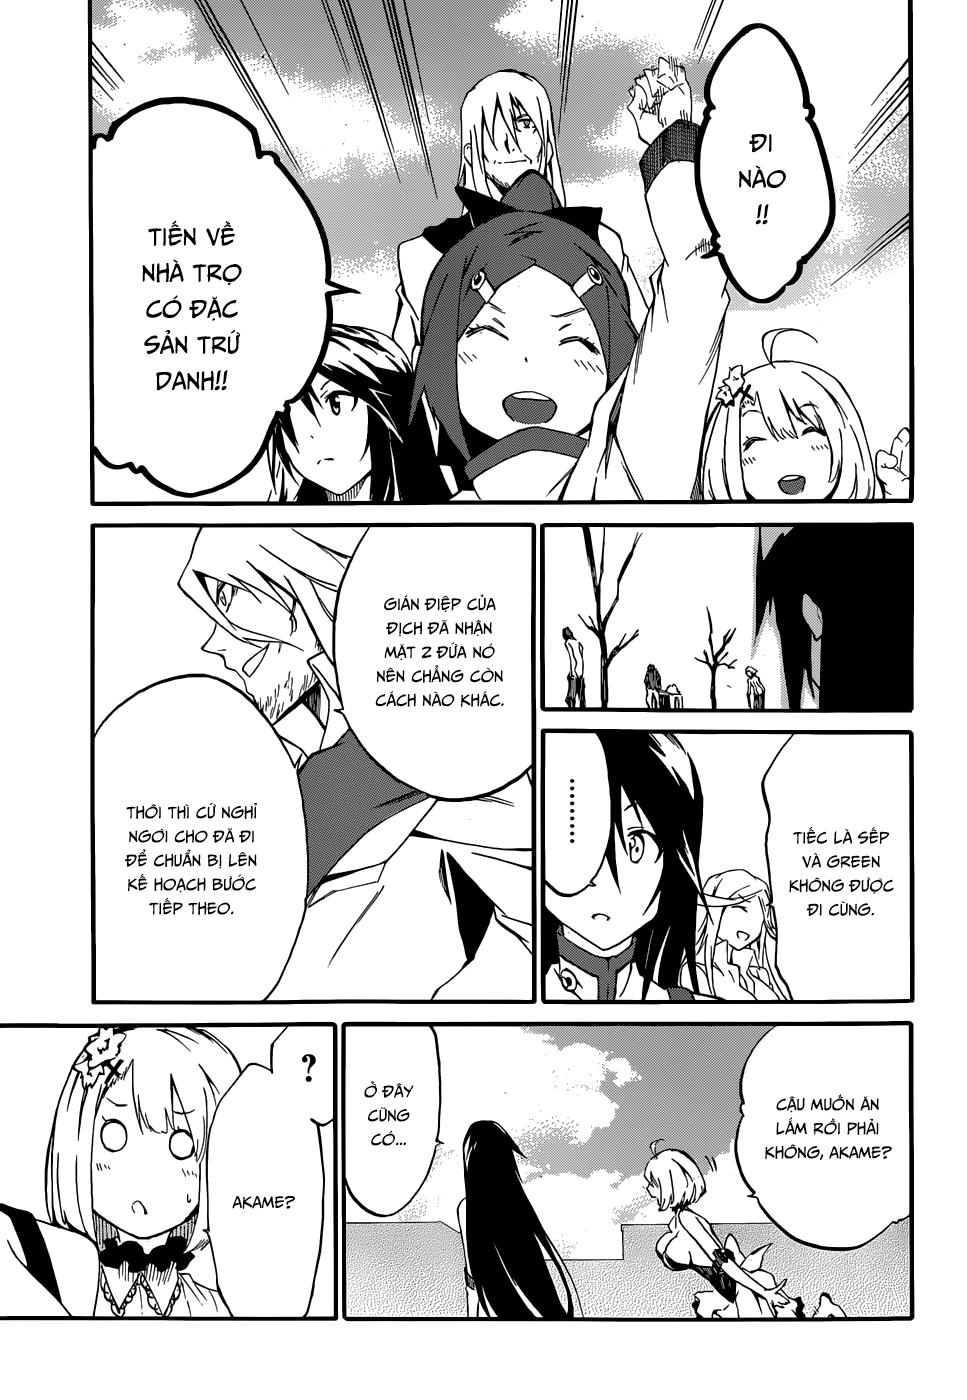 ĐI
NÀO
!!
TIẾN VỀ
NHÀ TRỌ
CÓ ĐẶC
SẢN TRỨ
DANH!!
GIÁN ĐIỆP CỦA
ĐỊCH ĐÃ NHẬN
MẶT 2 ĐỨA NÓ
NÊN CHẲNG CÒN
CÁCH NÀO KHÁC.
THÔI THÌ CỨ NGHỈ
NGƠI CHO ĐÃ ĐI
ĐỂ CHUẨN BỊ LÊN
KẾ HOẠCH BƯỚC
TIẾP THEO.
TIẾC LÀ SẾP
VÀ GREEN
KHÔNG ĐƯỢC
ĐI CÙNG.
.........
CẬU MUỐN ĂN
LẮM RỒI PHẢI
KHÔNG, AKAME?
Ở ĐÂY
CŨNG
CÓ...
?
AKAME?